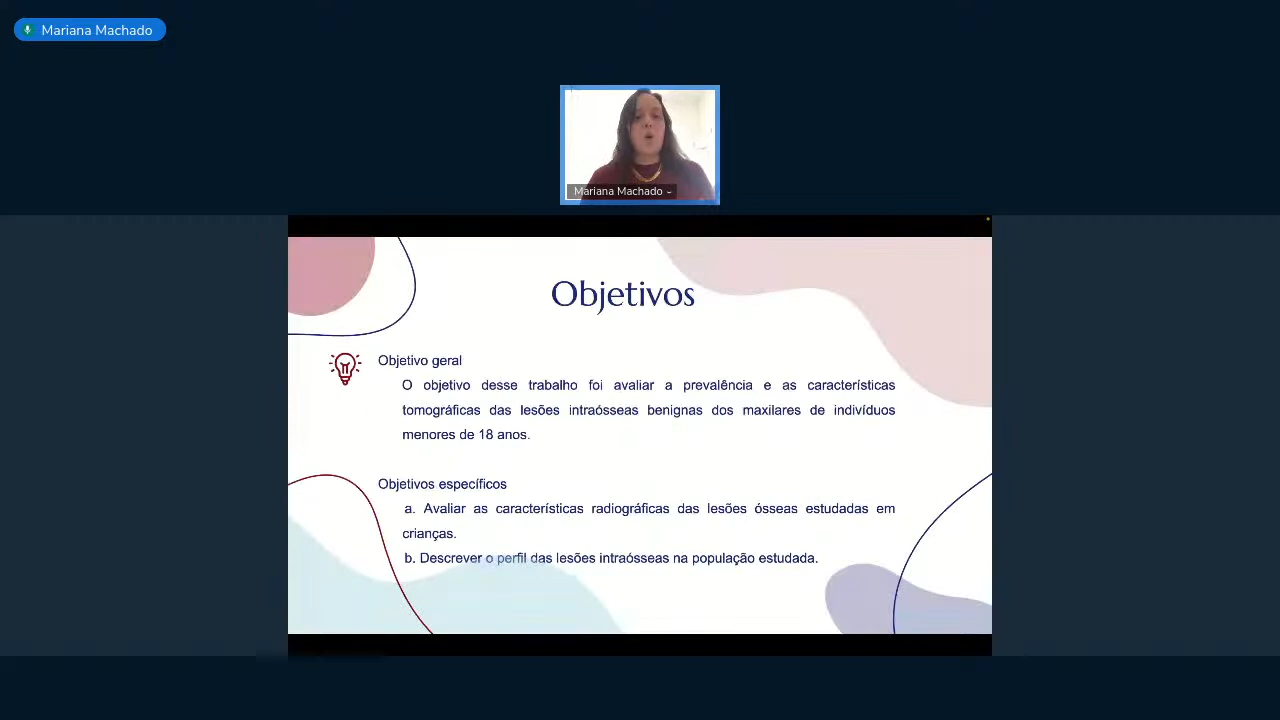 Mariana Machado
Mariana Machado
Objetivos
Objetivo geral
O objetivo desse trabalho foi avaliar a prevalência e as características
tomográficas das lesões intraósseas benignas dos maxilares de indivíduos
menores de 18 anos.
Objetivos específicos
a. Avaliar as características radiográficas das lesões ósseas estudadas em
crianças.
b. Descrever o perfil das lesões intraósseas na população estudada.